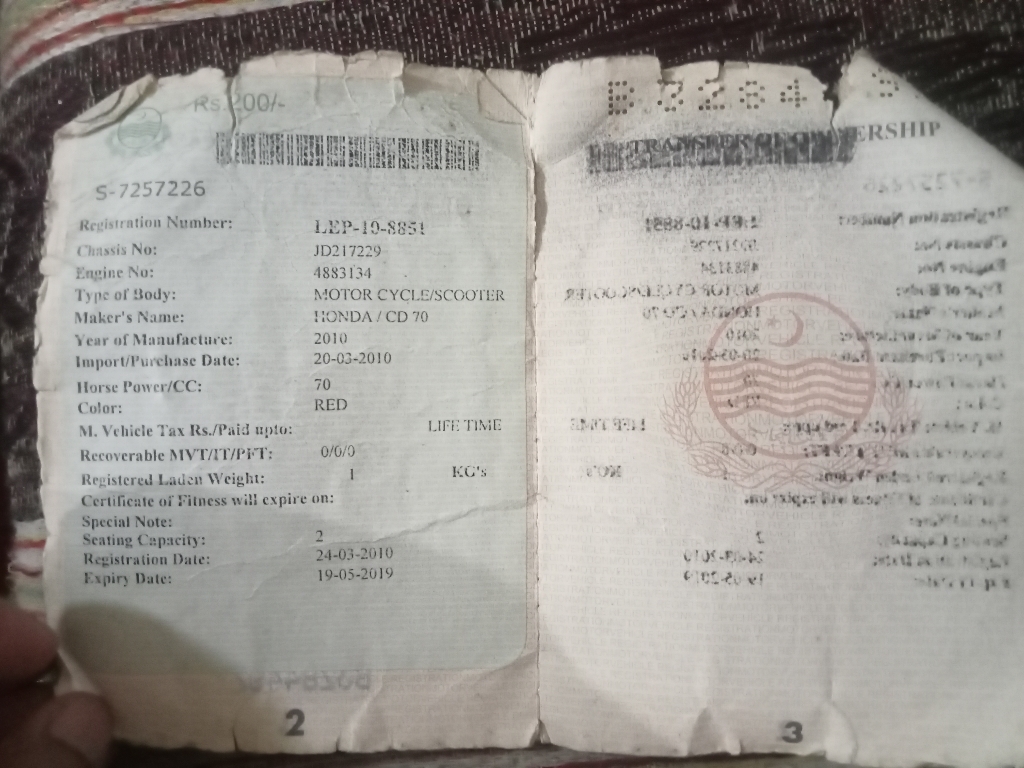 Rs.200/-
S-7257226
Registration Number: LEP-10-8851
Chassis No: JD217229
Engine No: 4883134
Type of Body: MOTOR CYCLE/SCOOTER
Maker's Name: HONDA / CD 70
Year of Manufacture: 2010
Import/Purchase Date: 20-03-2010
Horse Power/CC: 70
Color: RED
M. Vehicle Tax Rs./Paid upto: LIFE TIME
Recoverable MVT/IT/PFT: 0/0/0
Registered Laden Weight: 1 KG's
Certificate of Fitness will expire on:
Special Note:
Seating Capacity: 2
Registration Date: 24-03-2010
Expiry Date: 19-05-2019
2
B 3284
TRANSFER OF OWNERSHIP
3